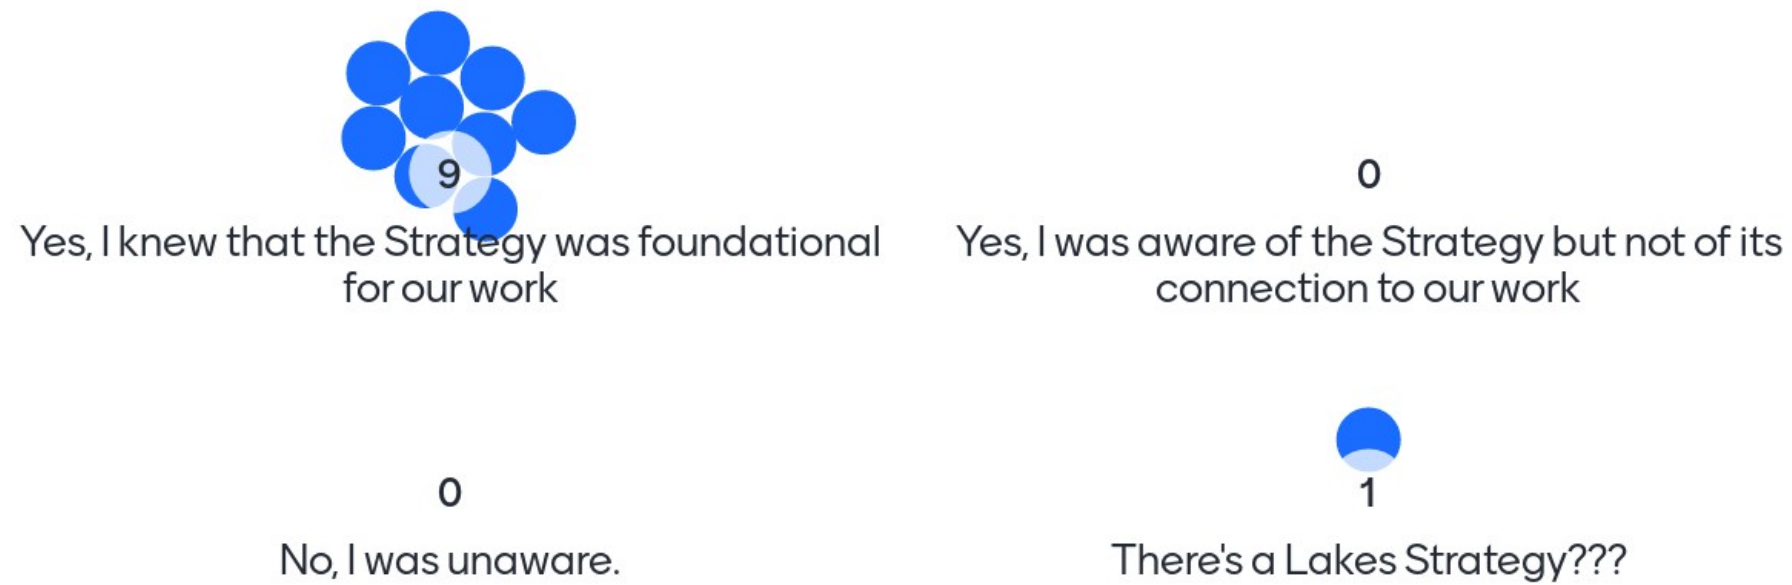 9
Yes, I knew that the Strategy was foundational
for our work
0
Yes, I was aware of the Strategy but not of its
connection to our work
0
No, I was unaware.
1
There's a Lakes Strategy???